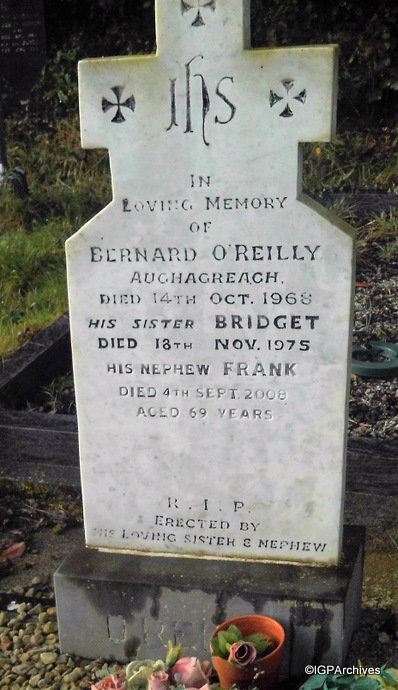 IHS
IN
LOVING MEMORY
OF
BERNARD O'REILLY
AUGHAGREAGH,
DIED 14TH OCT. 1968
HIS SISTER BRIDGET
DIED 18TH NOV. 1975
HIS NEPHEW FRANK
DIED 4TH SEPT. 2008
AGED 69 YEARS
R.I.P.
ERECTED BY
HIS LOVING SISTER & NEPHEW
©IGPArchives